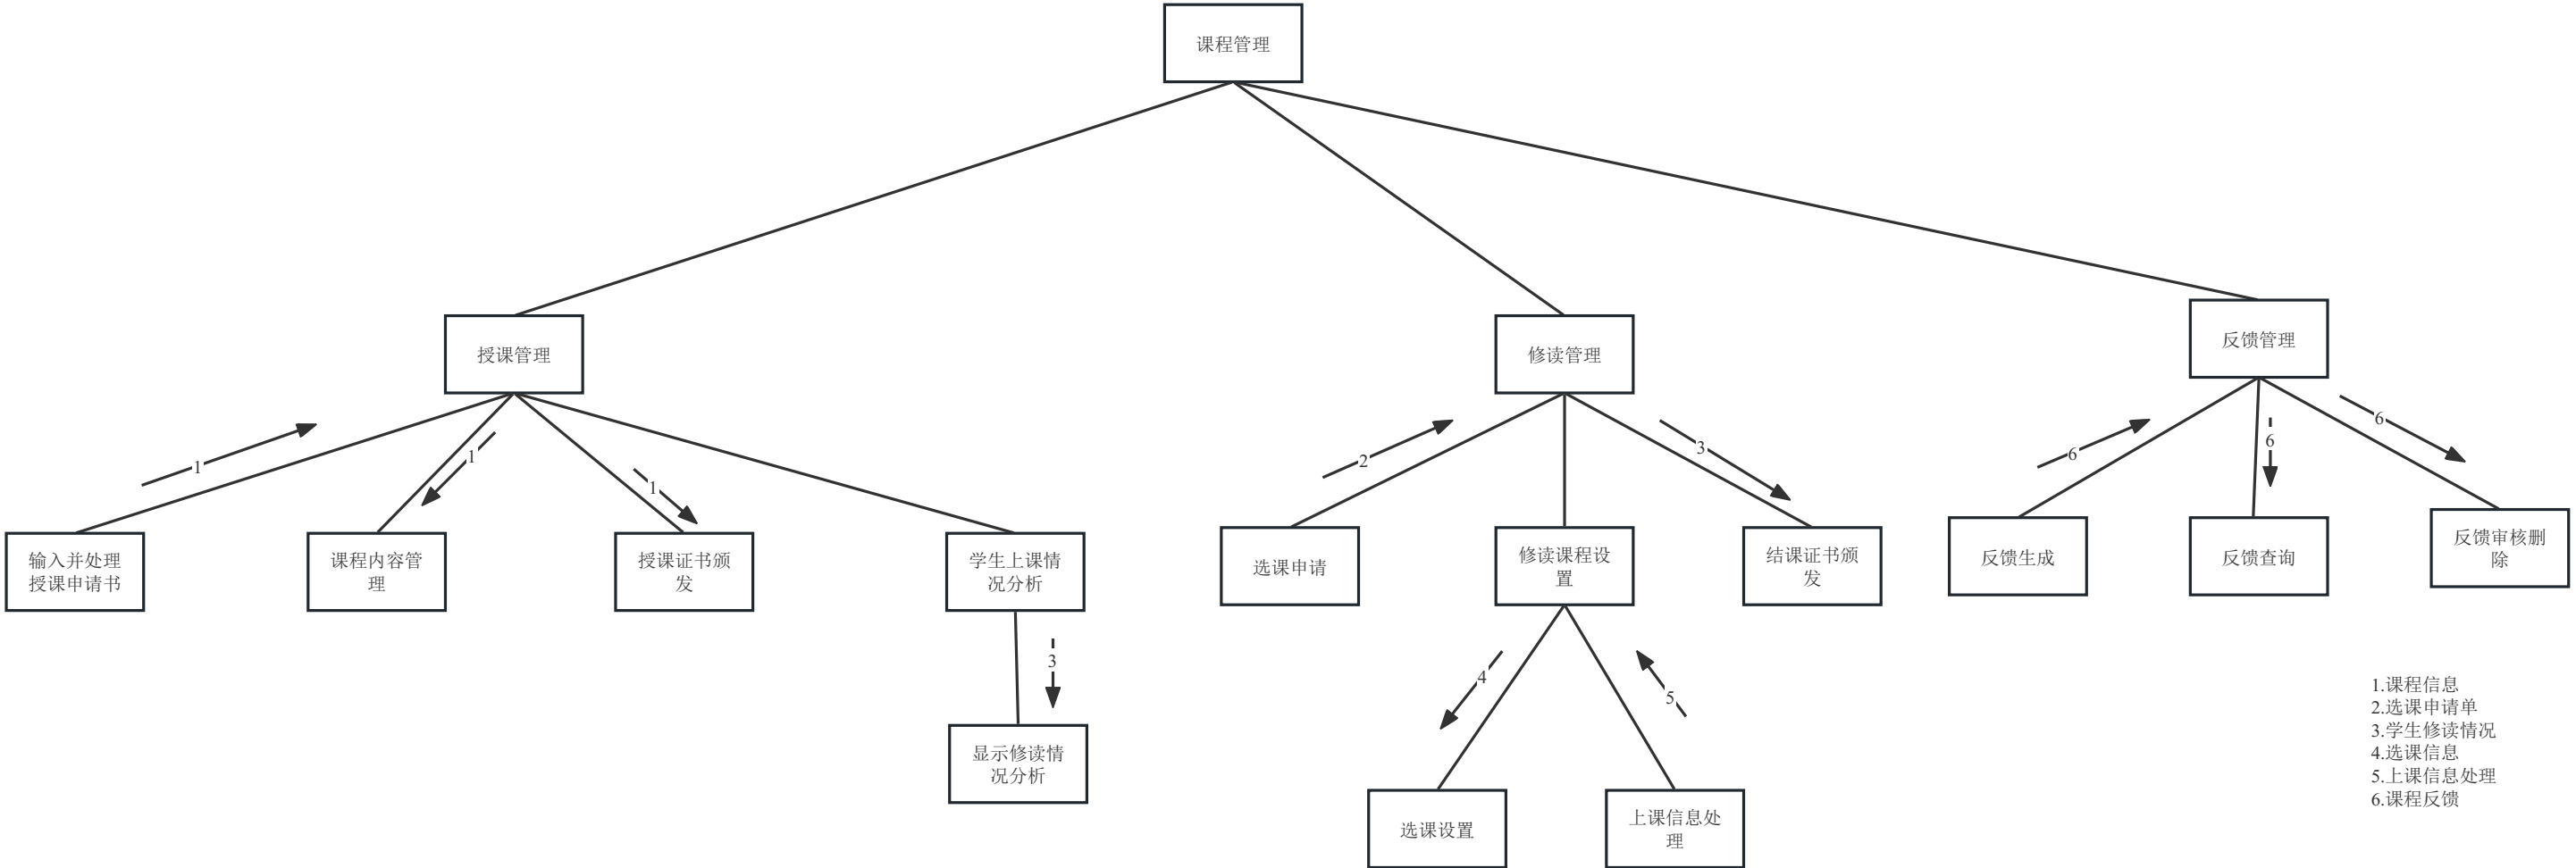 课程管理
授课管理
修读管理
反馈管理
1
1
1
2
3
6
6
6
输入并处理
授课申请书
课程内容管
理
授课证书颁
发
学生上课情
况分析
选课申请
修读课程设
置
结课证书颁
发
反馈生成
反馈查询
反馈审核删
除
3
4
5
显示修读情
况分析
选课设置
上课信息处
理
1.课程信息
2.选课申请单
3.学生修读情况
4.选课信息
5.上课信息处理
6.课程反馈